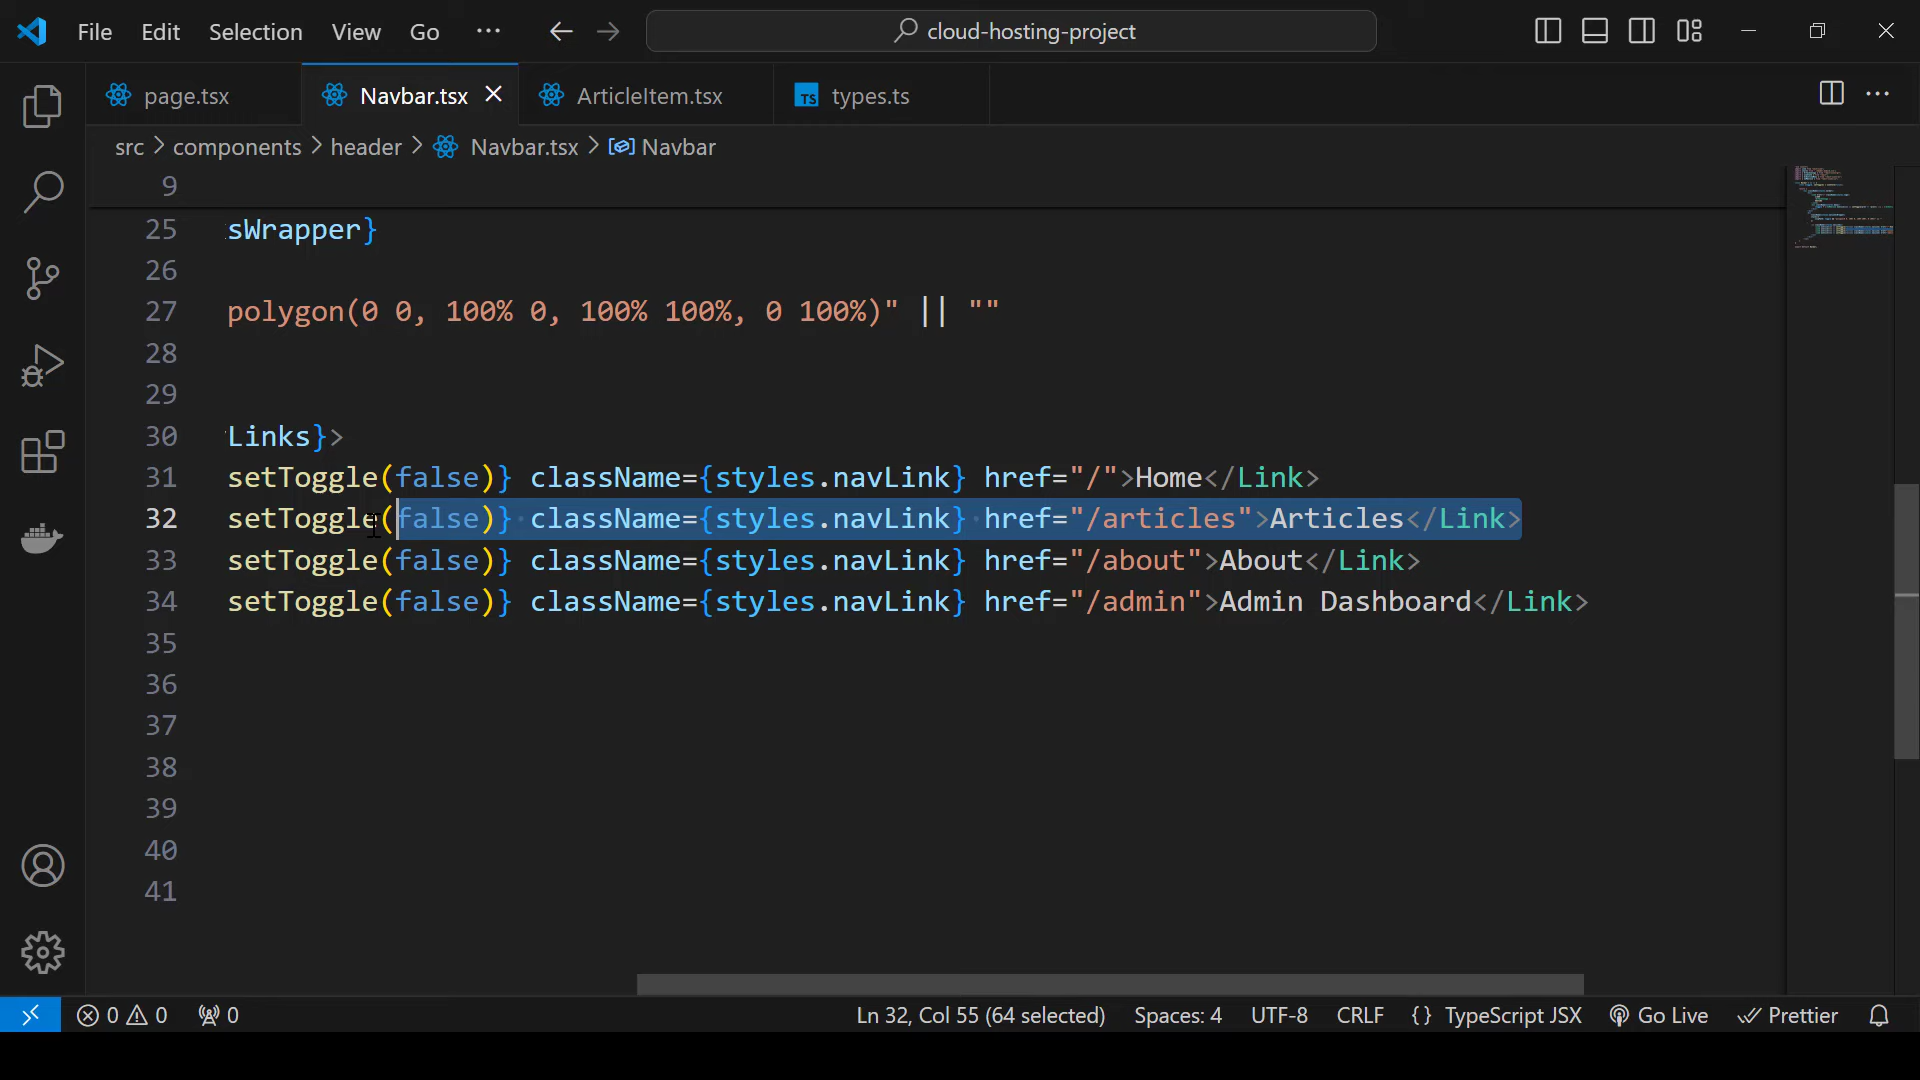 File Edit Selection View Go ··· cloud-hosting-project
page.tsx Navbar.tsx ArticleItem.tsx TS types.ts
src > components > header > Navbar.tsx > Navbar
9
25 sWrapper}
26
27 polygon(0 0, 100% 0, 100% 100%, 0 100%)" || ""
28
29
30 Links}>
31 setToggle(false)} className={styles.navLink} href="/">Home</Link>
32 setToggle(false)} className={styles.navLink} href="/articles">Articles</Link>
33 setToggle(false)} className={styles.navLink} href="/about">About</Link>
34 setToggle(false)} className={styles.navLink} href="/admin">Admin Dashboard</Link>
35
36
37
38
39
40
41
0 0 0 Ln 32, Col 55 (64 selected) Spaces: 4 UTF-8 CRLF {} TypeScript JSX Go Live Prettier